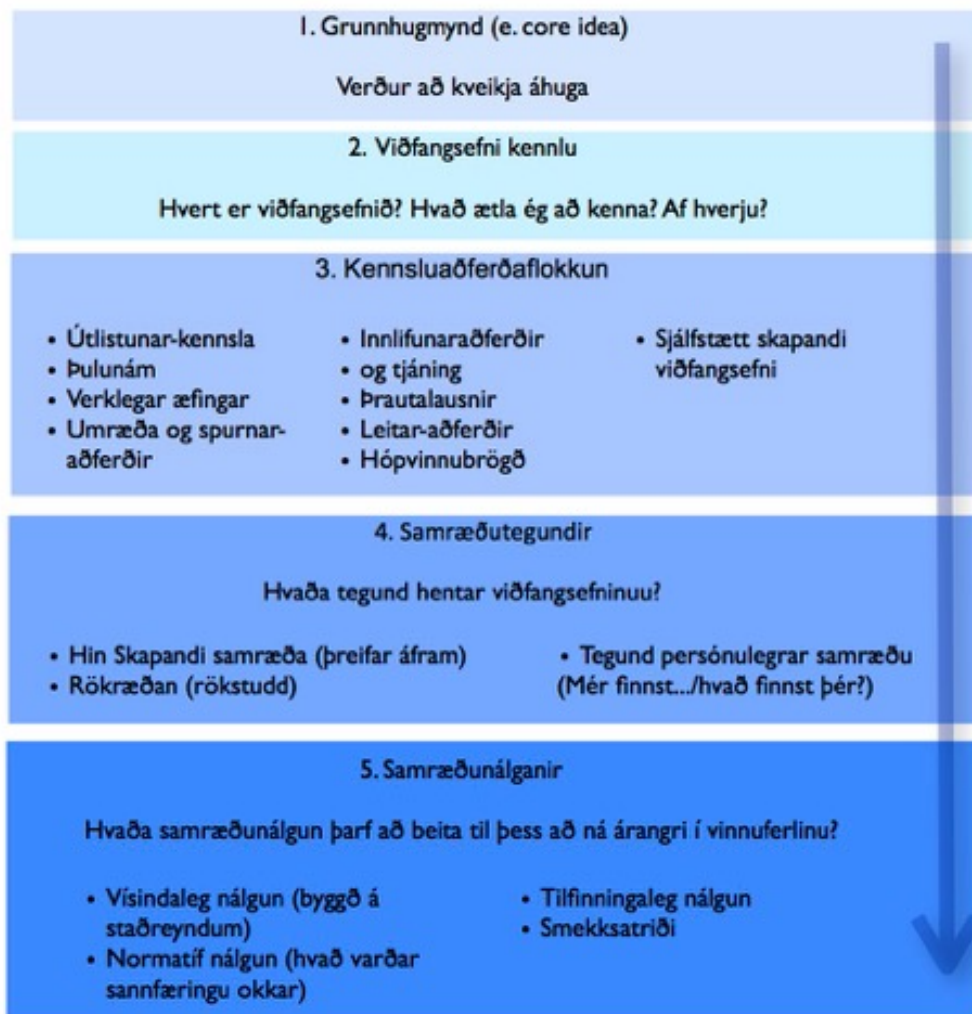 1. Grunnhugmynd (e. core idea)
Verður að kveikja áhuga
2. Viðfangsefni kennlu
Hvert er viðfangsefnið? Hvað ætla ég að kenna? Af hverju?
3. Kennsluaðferðaflokkun
• Útlistunar-kennsla
• Þulunám
• Verklegar æfingar
• Umræða og spurnar-
aðferðir
• Innlifunaraðferðir
• og tjáning
• Þrautalausnir
• Leitar-aðferðir
• Hópvinnubrögð
• Sjálfstætt skapandi
viðfangsefni
4. Samræðutegundir
Hvaða tegund hentar viðfangsefninuu?
• Hin Skapandi samræða (þreifar áfram)
• Rökræðan (rökstudd)
• Tegund persónulegrar samræðu
(Mér finnst.../hvað finnst þér?)
5. Samræðunálganir
Hvaða samræðunálgun þarf að beita til þess að ná árangri í vinnuferlinu?
• Vísindaleg nálgun (byggð á
staðreyndum)
• Normatíf nálgun (hvað varðar
sannfæringu okkar)
• Tilfinningaleg nálgun
• Smekksatriði